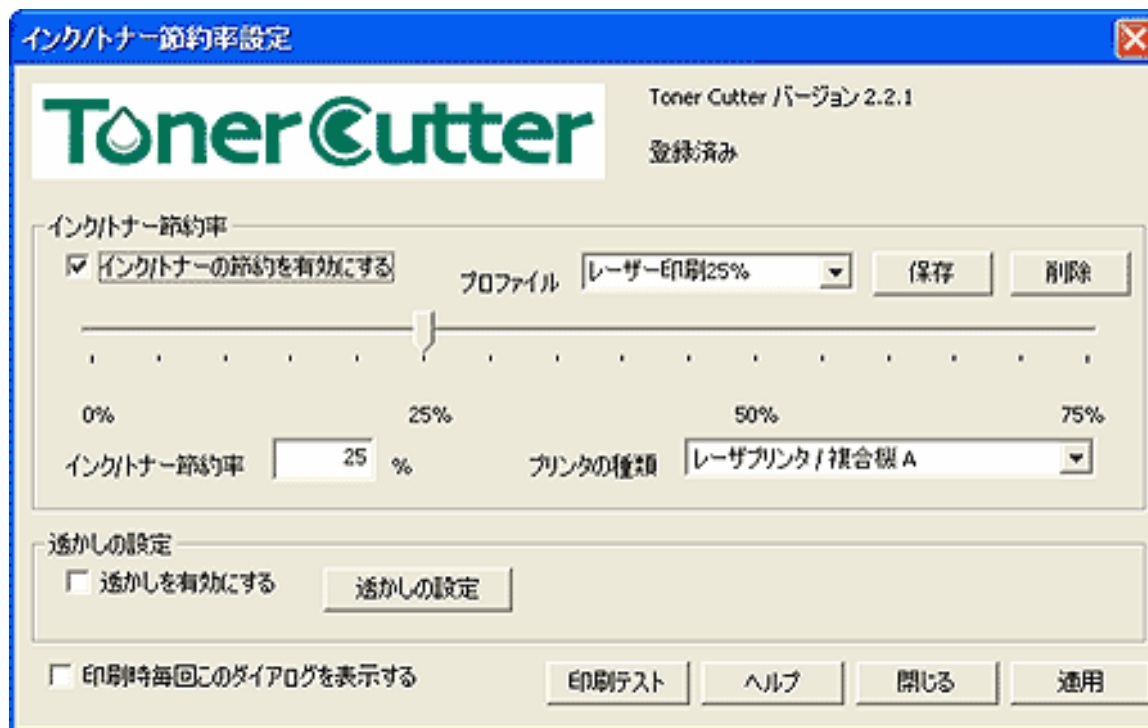 インク/トナー節約率設定
Toner Cutter
Toner Cutter バージョン 2.2.1
登録済み
インク/トナー節約率
インク/トナーの節約を有効にする
プロファイル
レーザー印刷25%
保存
削除
0%
25%
50%
75%
インク/トナー節約率
25
%
プリンタの種類
レーザプリンタ / 複合機 A
透かしの設定
透かしを有効にする
透かしの設定
印刷時毎回このダイアログを表示する
印刷テスト
ヘルプ
閉じる
適用